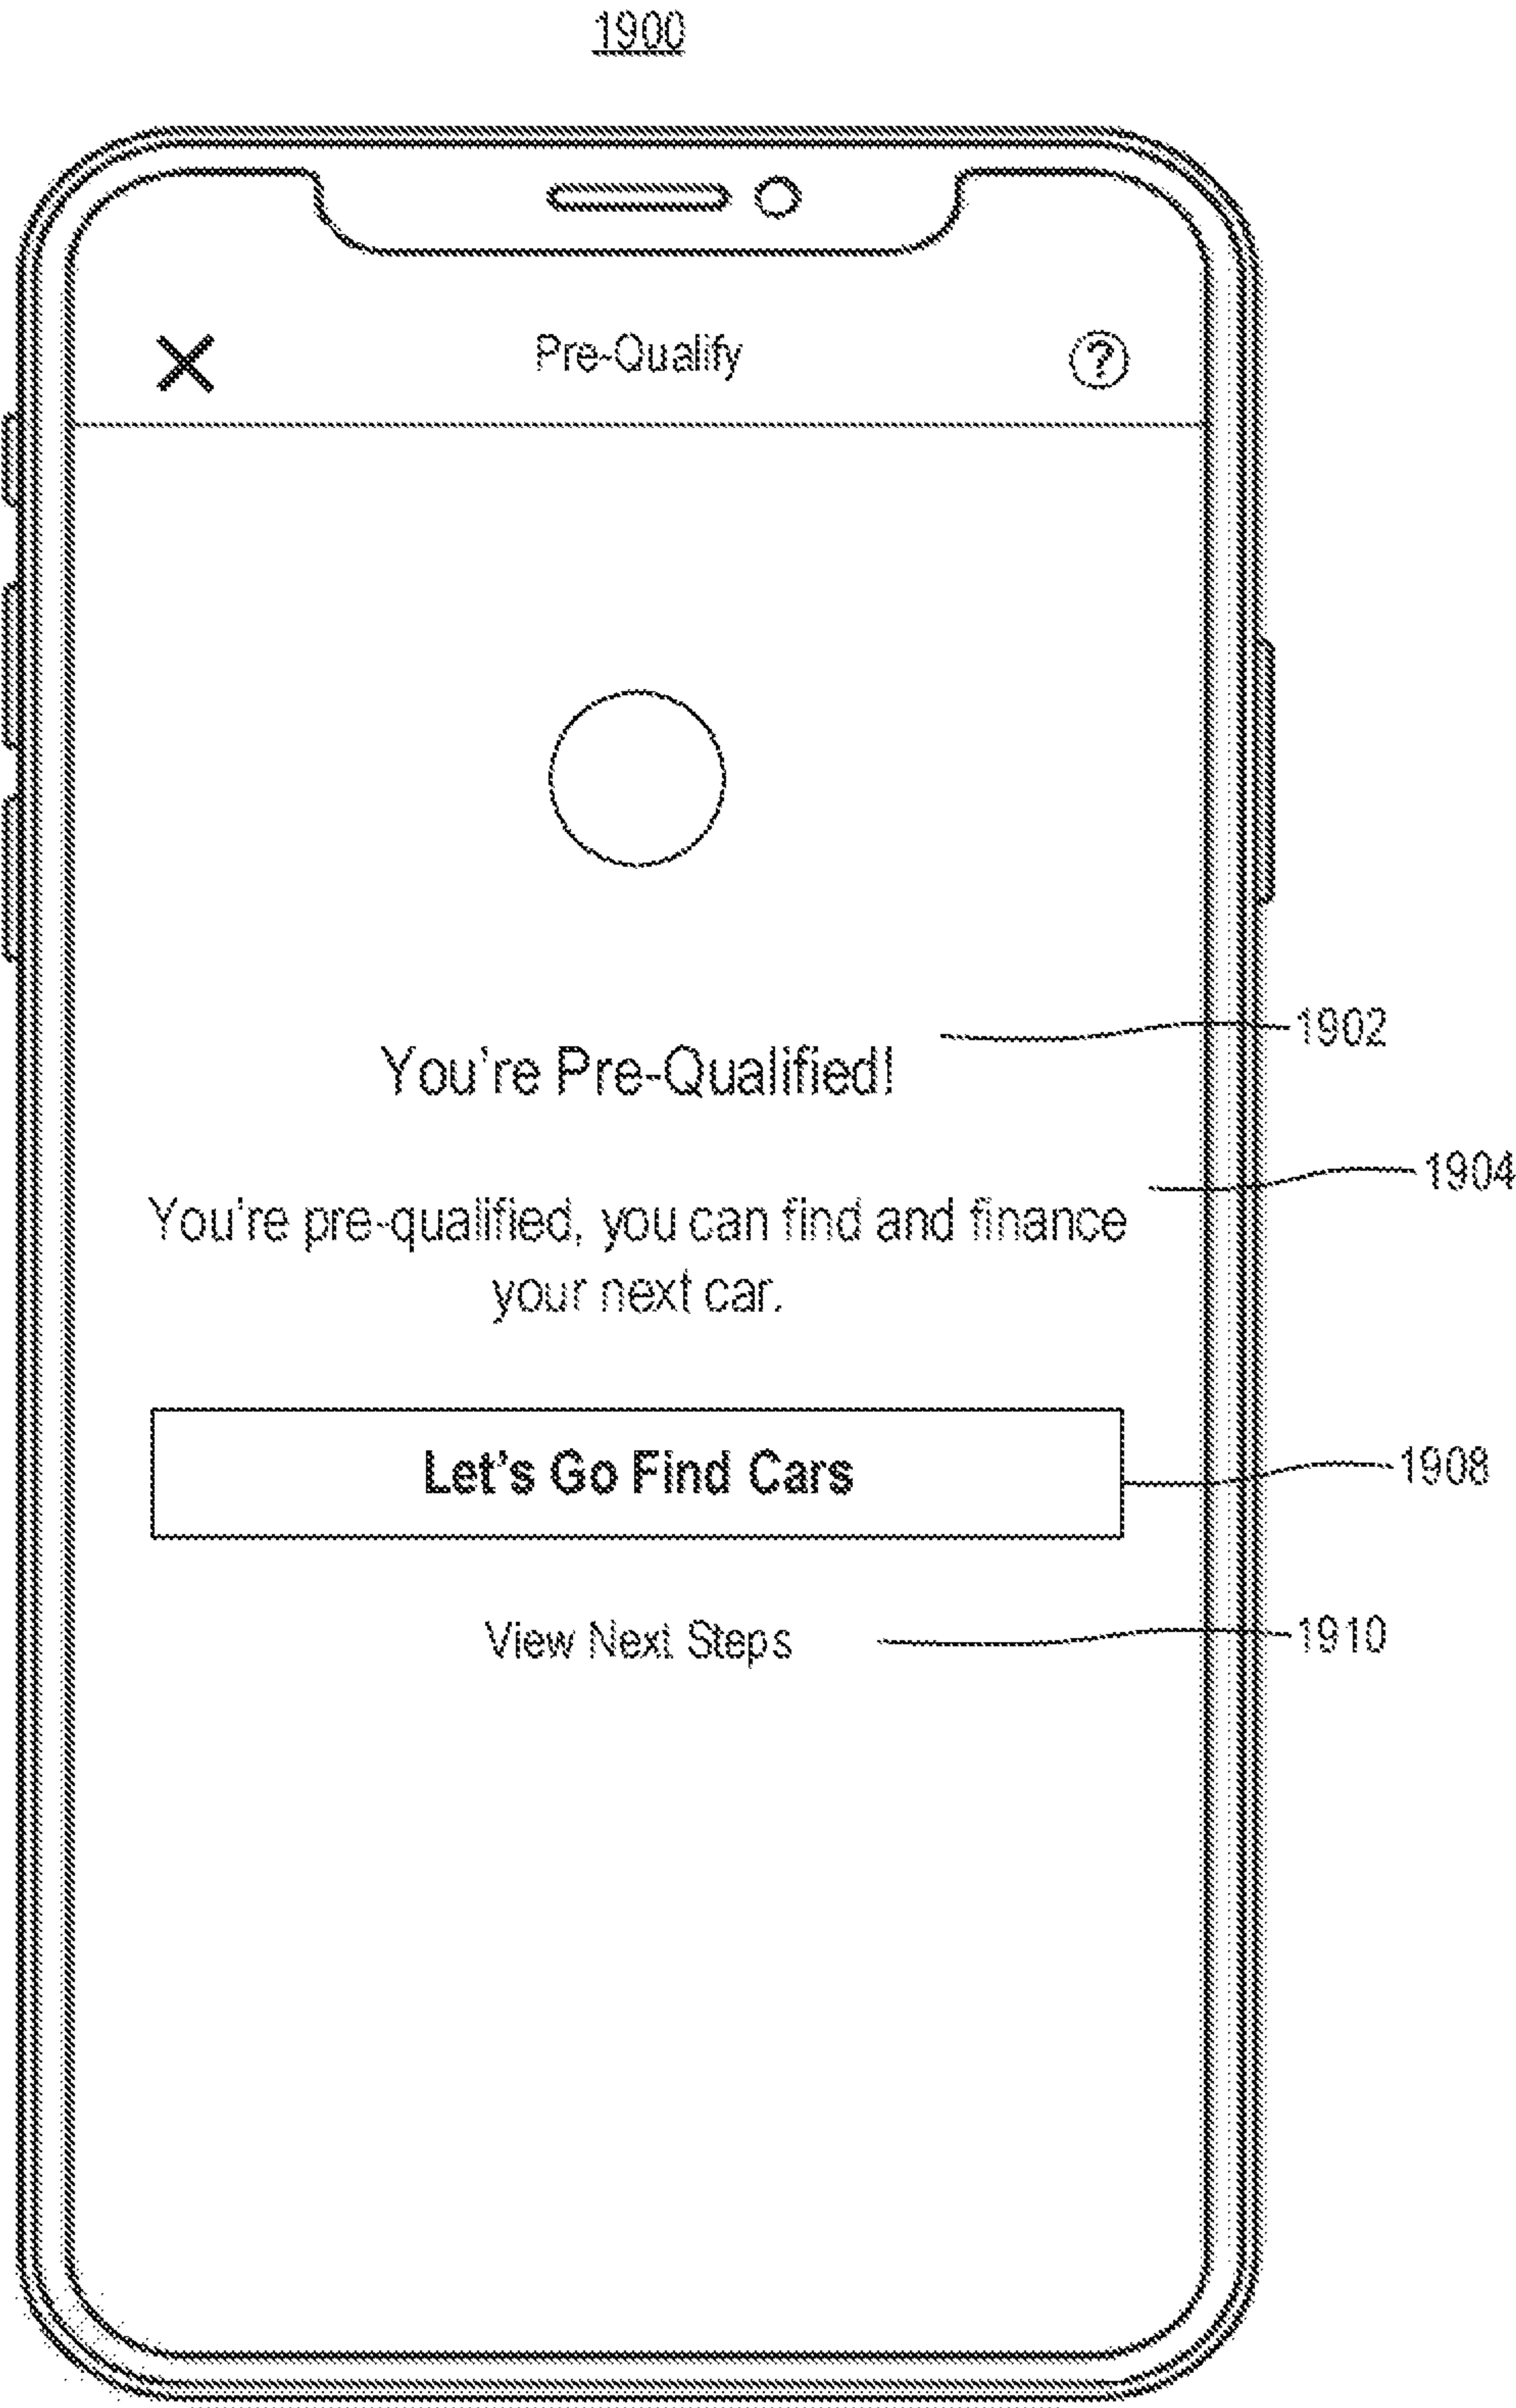 1900
Pre-Qualify
?
You're Pre-Qualified!
1902
1904
You're pre-qualified, you can find and finance
your next car.
Let's Go Find Cars
1908
View Next Steps
1910